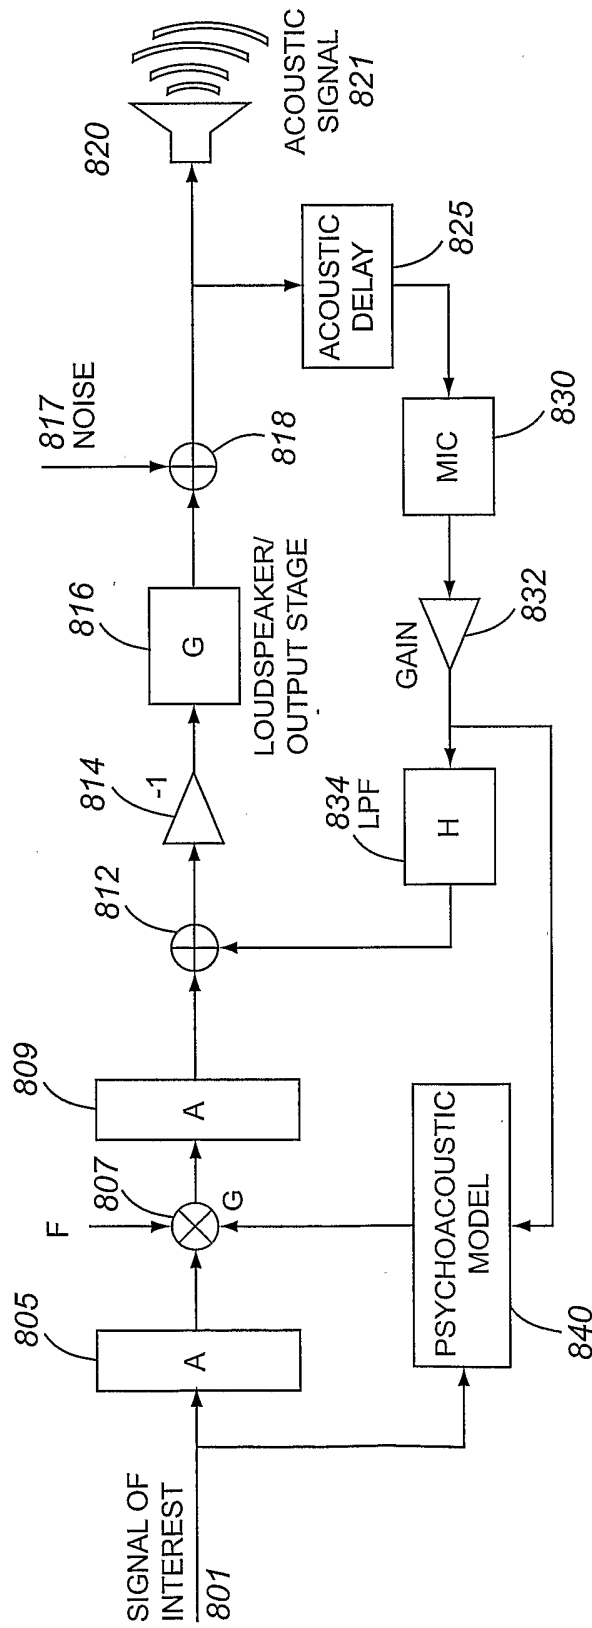 SIGNAL OF
INTEREST
801
805
A
F
807
G
809
A
812
814
-1
816
G
LOUDSPEAKER/
OUTPUT STAGE
817
NOISE
818
820
ACOUSTIC
SIGNAL
821
ACOUSTIC
DELAY
825
MIC
830
GAIN
832
834
LPF
H
PSYCHOACOUSTIC
MODEL
840